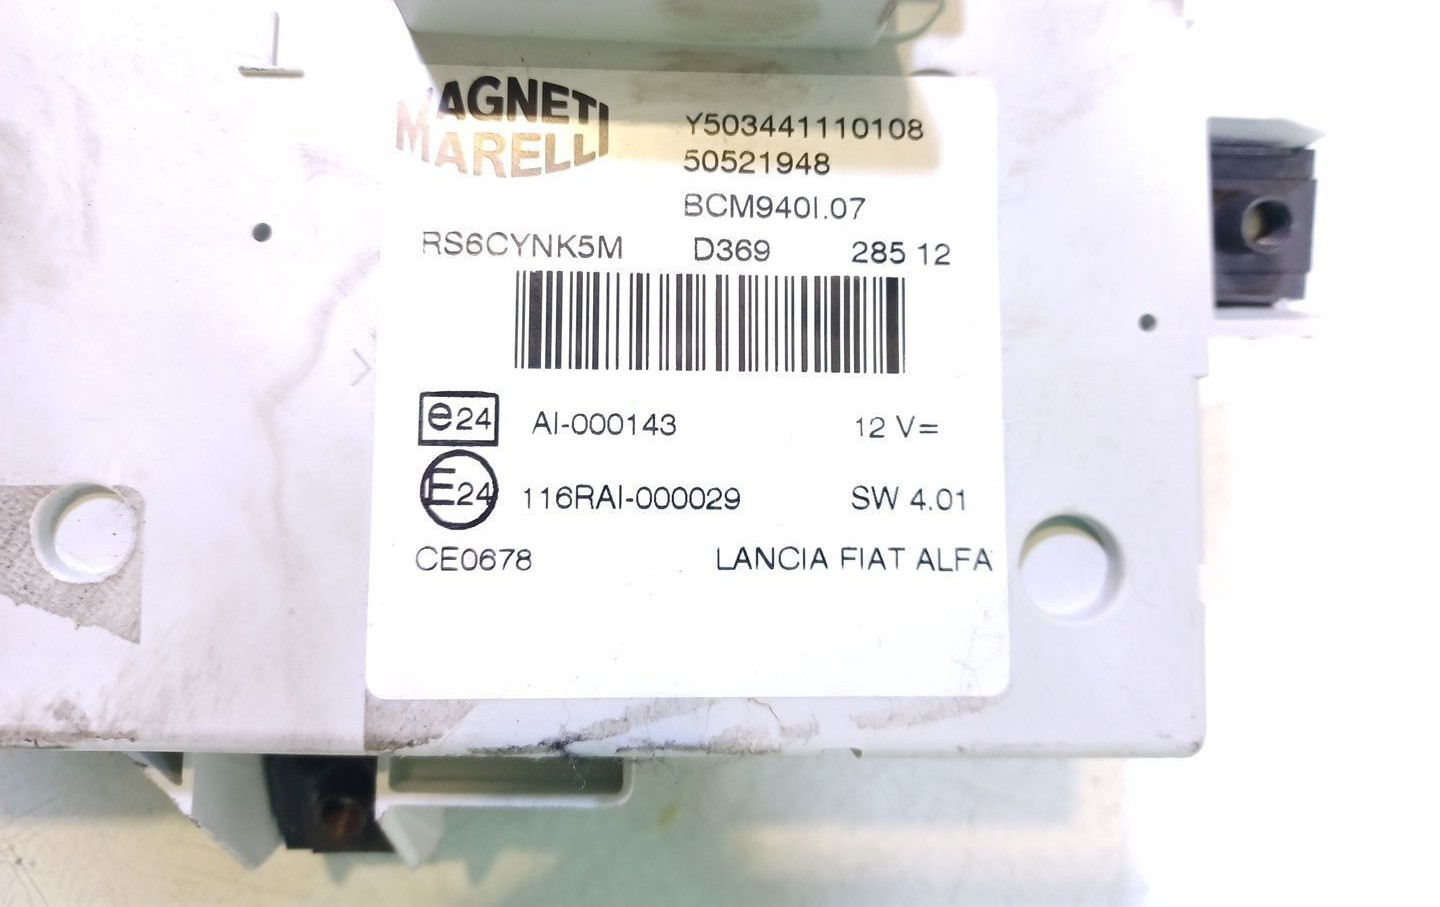 MAGNETI
MARELLI
Y503441110108
50521948
BCM940I.07
RS6CYNK5M D369 285 12
e24 AI-000143 12 V=
E24 116RAI-000029 SW 4.01
CE0678 LANCIA FIAT ALFA